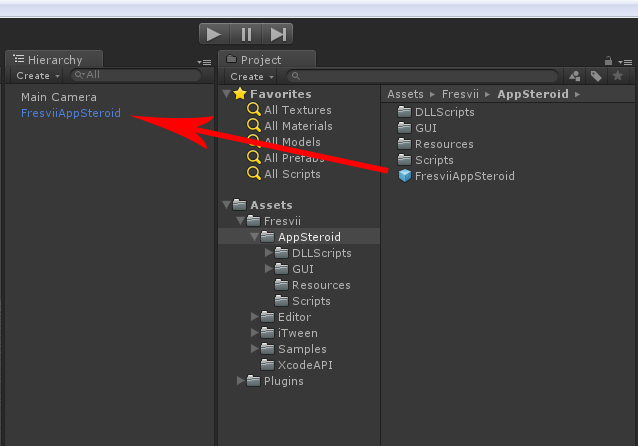 Hierarchy
Create
All
Main Camera
FresviiAppSteroid
Project
Create
Favorites
All Textures
All Materials
All Models
All Prefabs
All Scripts
Assets
Fresvii
AppSteroid
DLLScripts
GUI
Resources
Scripts
Editor
iTween
Samples
XcodeAPI
Plugins
Assets Fresvii AppSteroid
DLLScripts
GUI
Resources
Scripts
FresviiAppSteroid